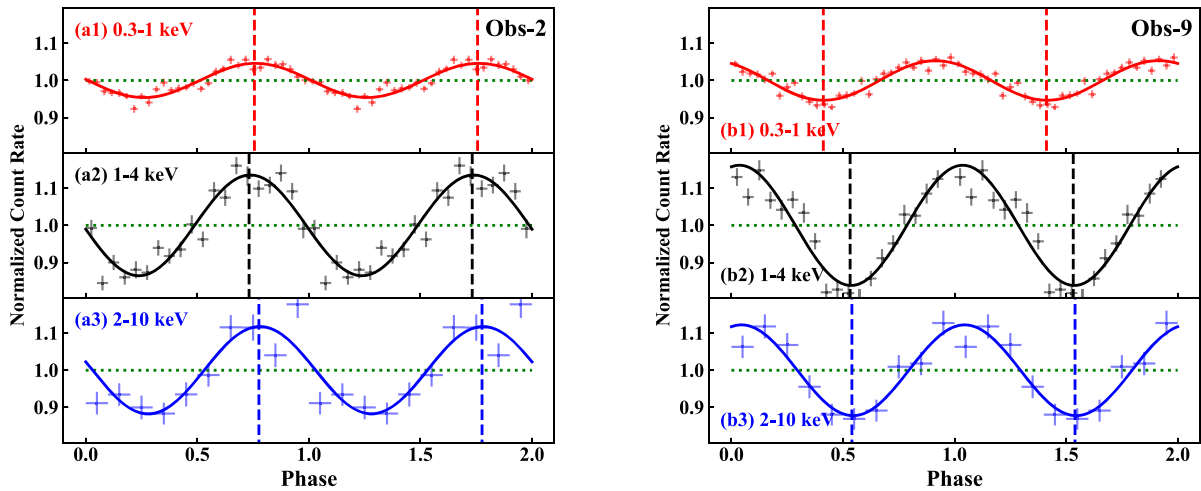 Obs-2
(a1) 0.3-1 keV
1.1
1.0
0.9
(a2) 1-4 keV
1.1
1.0
0.9
(a3) 2-10 keV
1.1
1.0
0.9
0.0 0.5 1.0 1.5 2.0
Phase
Normalized Count Rate
Obs-9
1.1
1.0
0.9
(b1) 0.3-1 keV
1.1
1.0
0.9
(b2) 1-4 keV
1.1
1.0
0.9
(b3) 2-10 keV
0.0 0.5 1.0 1.5 2.0
Phase
Normalized Count Rate